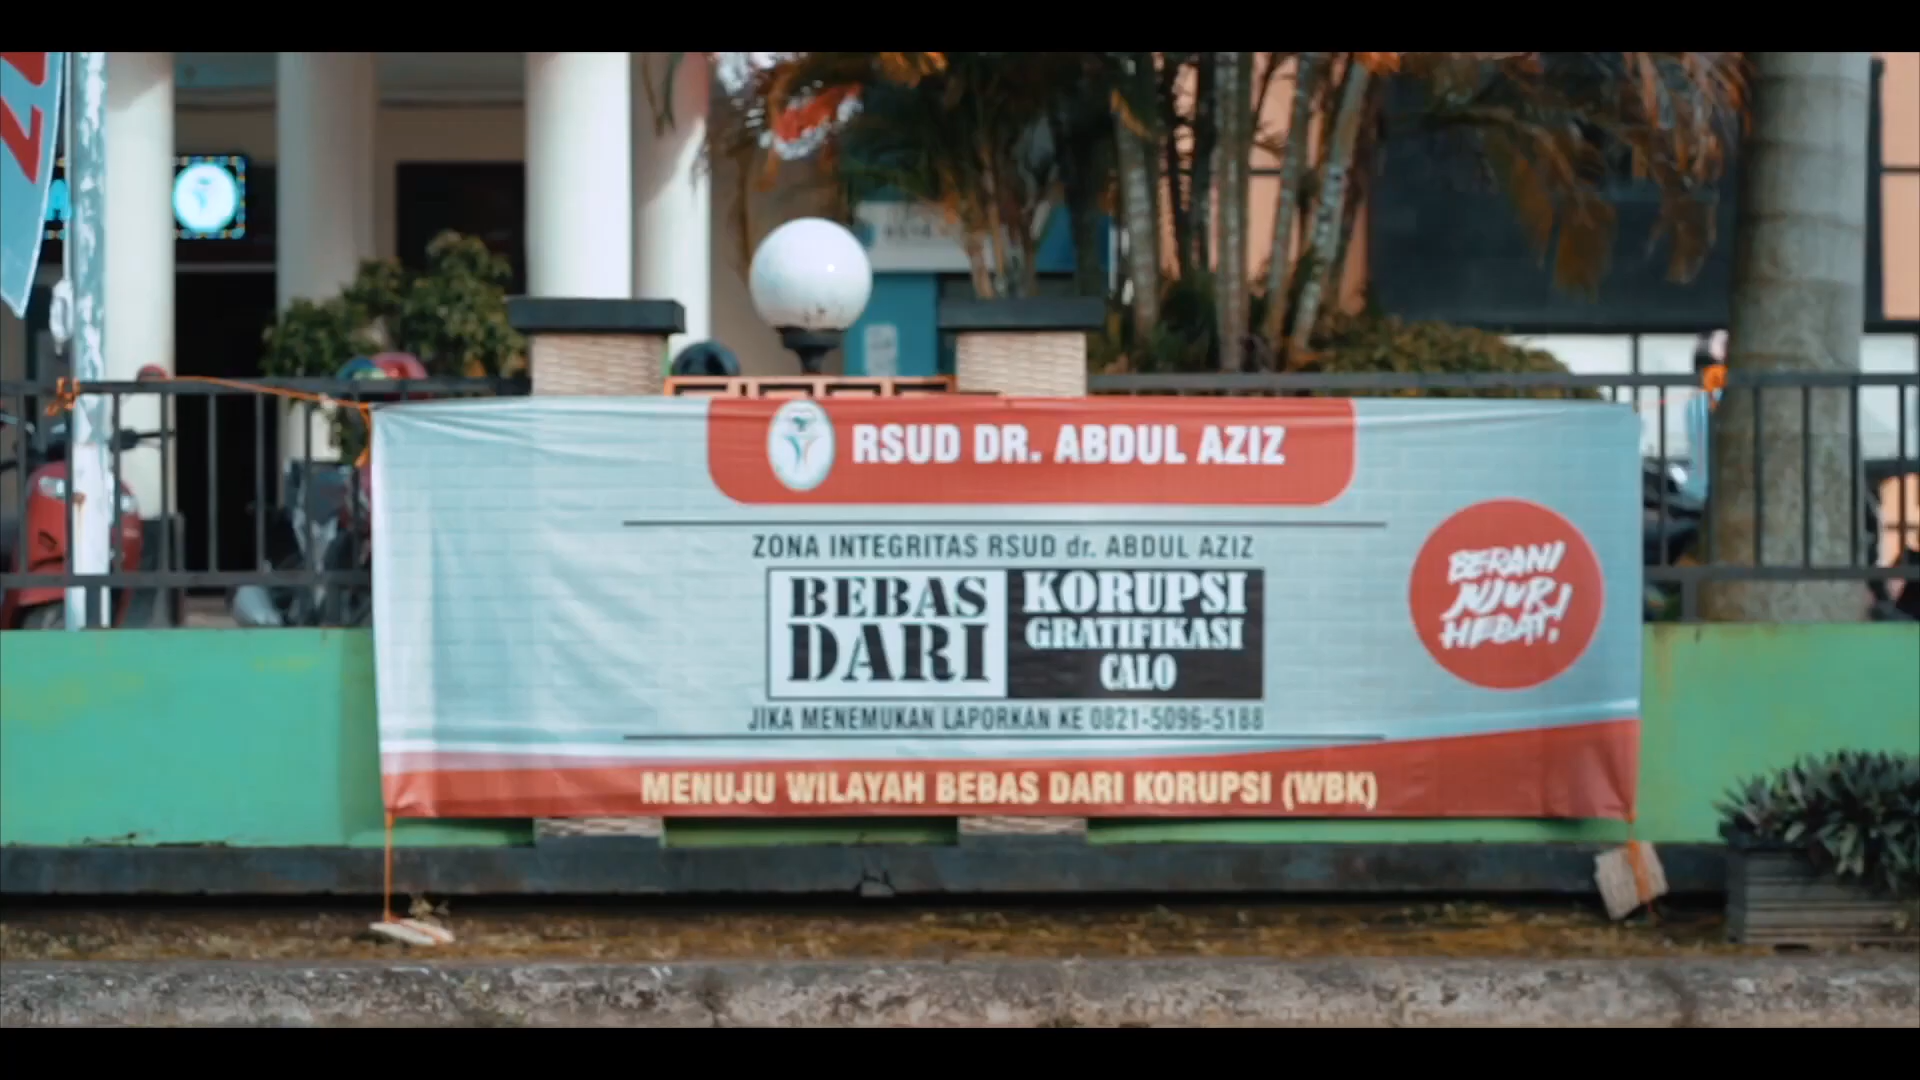 RSUD DR. ABDUL AZIZ
ZONA INTEGRITAS RSUD dr. ABDUL AZIZ
BEBAS
DARI
KORUPSI
GRATIFIKASI
CALO
JIKA MENEMUKAN LAPORKAN KE 0821-5096-5188
BERANI
JUJUR!
HEBAT!
MENUJU WILAYAH BEBAS DARI KORUPSI (WBK)